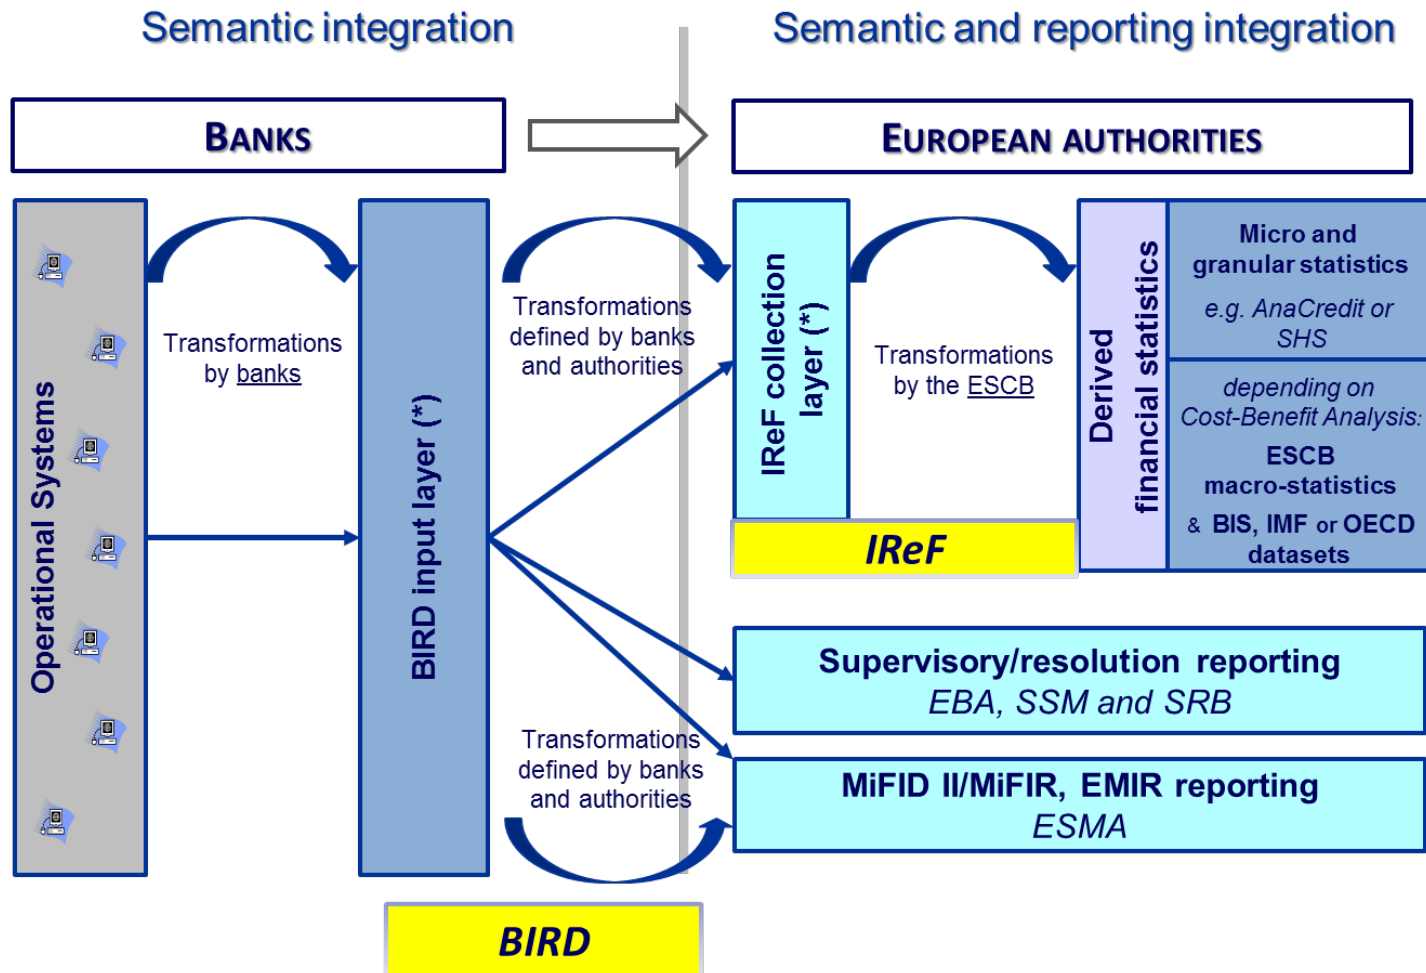 Semantic integration
Semantic and reporting integration
BANKS
EUROPEAN AUTHORITIES
Operational Systems
Transformations
by banks
BIRD input layer (*)
Transformations
defined by banks
and authorities
IReF collection
layer (*)
Transformations
by the ESCB
Derived
financial statistics
Micro and
granular statistics
e.g. AnaCredit or
SHS
depending on
Cost-Benefit Analysis:
ESCB
macro-statistics
& BIS, IMF or OECD
datasets
IReF
Supervisory/resolution reporting
EBA, SSM and SRB
Transformations
defined by banks
and authorities
MiFID II/MiFIR, EMIR reporting
ESMA
BIRD